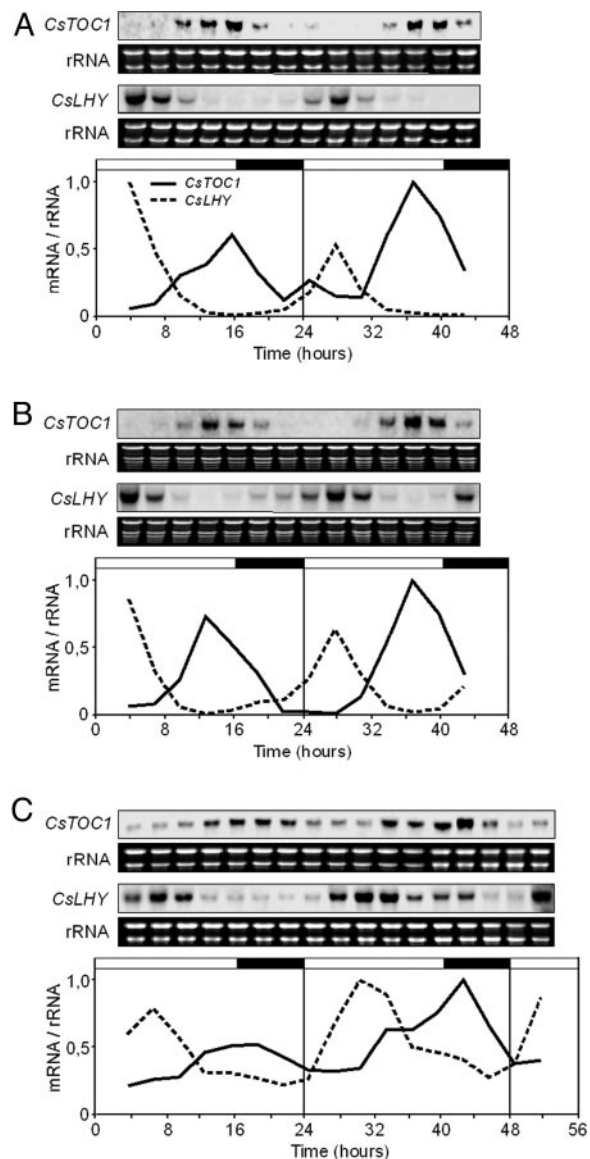 A
CsTOC1
rRNA
CsLHY
rRNA
CsTOC1
CsLHY
mRNA / rRNA
1,0
0,5
0
0 8 16 24 32 40 48
Time (hours)
B
CsTOC1
rRNA
CsLHY
rRNA
mRNA / rRNA
1,0
0,5
0
0 8 16 24 32 40 48
Time (hours)
C
CsTOC1
rRNA
CsLHY
rRNA
mRNA / rRNA
1,0
0,5
0
0 8 16 24 32 40 48 56
Time (hours)